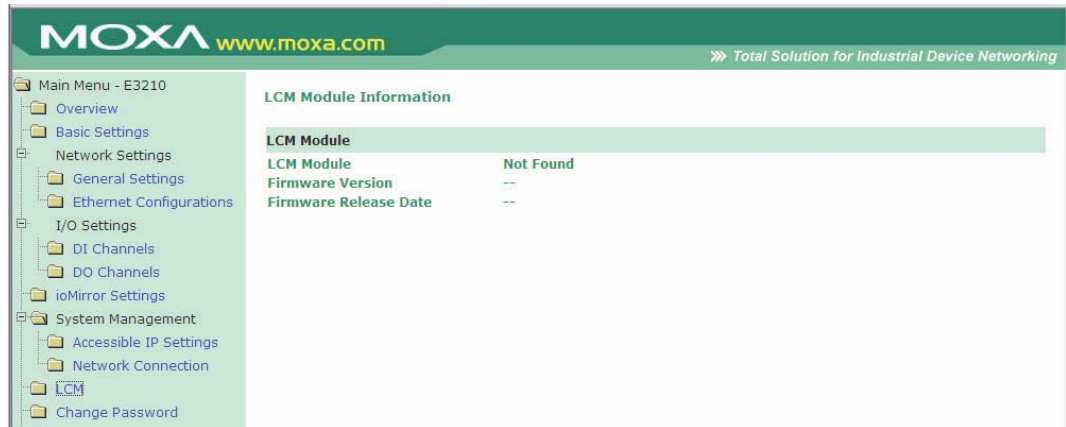 MOXA www.moxa.com
Total Solution for Industrial Device Networking
Main Menu - E3210
Overview
Basic Settings
Network Settings
General Settings
Ethernet Configurations
I/O Settings
DI Channels
DO Channels
ioMirror Settings
System Management
Accessible IP Settings
Network Connection
LCM
Change Password
LCM Module Information
LCM Module
LCM Module Not Found
Firmware Version --
Firmware Release Date --